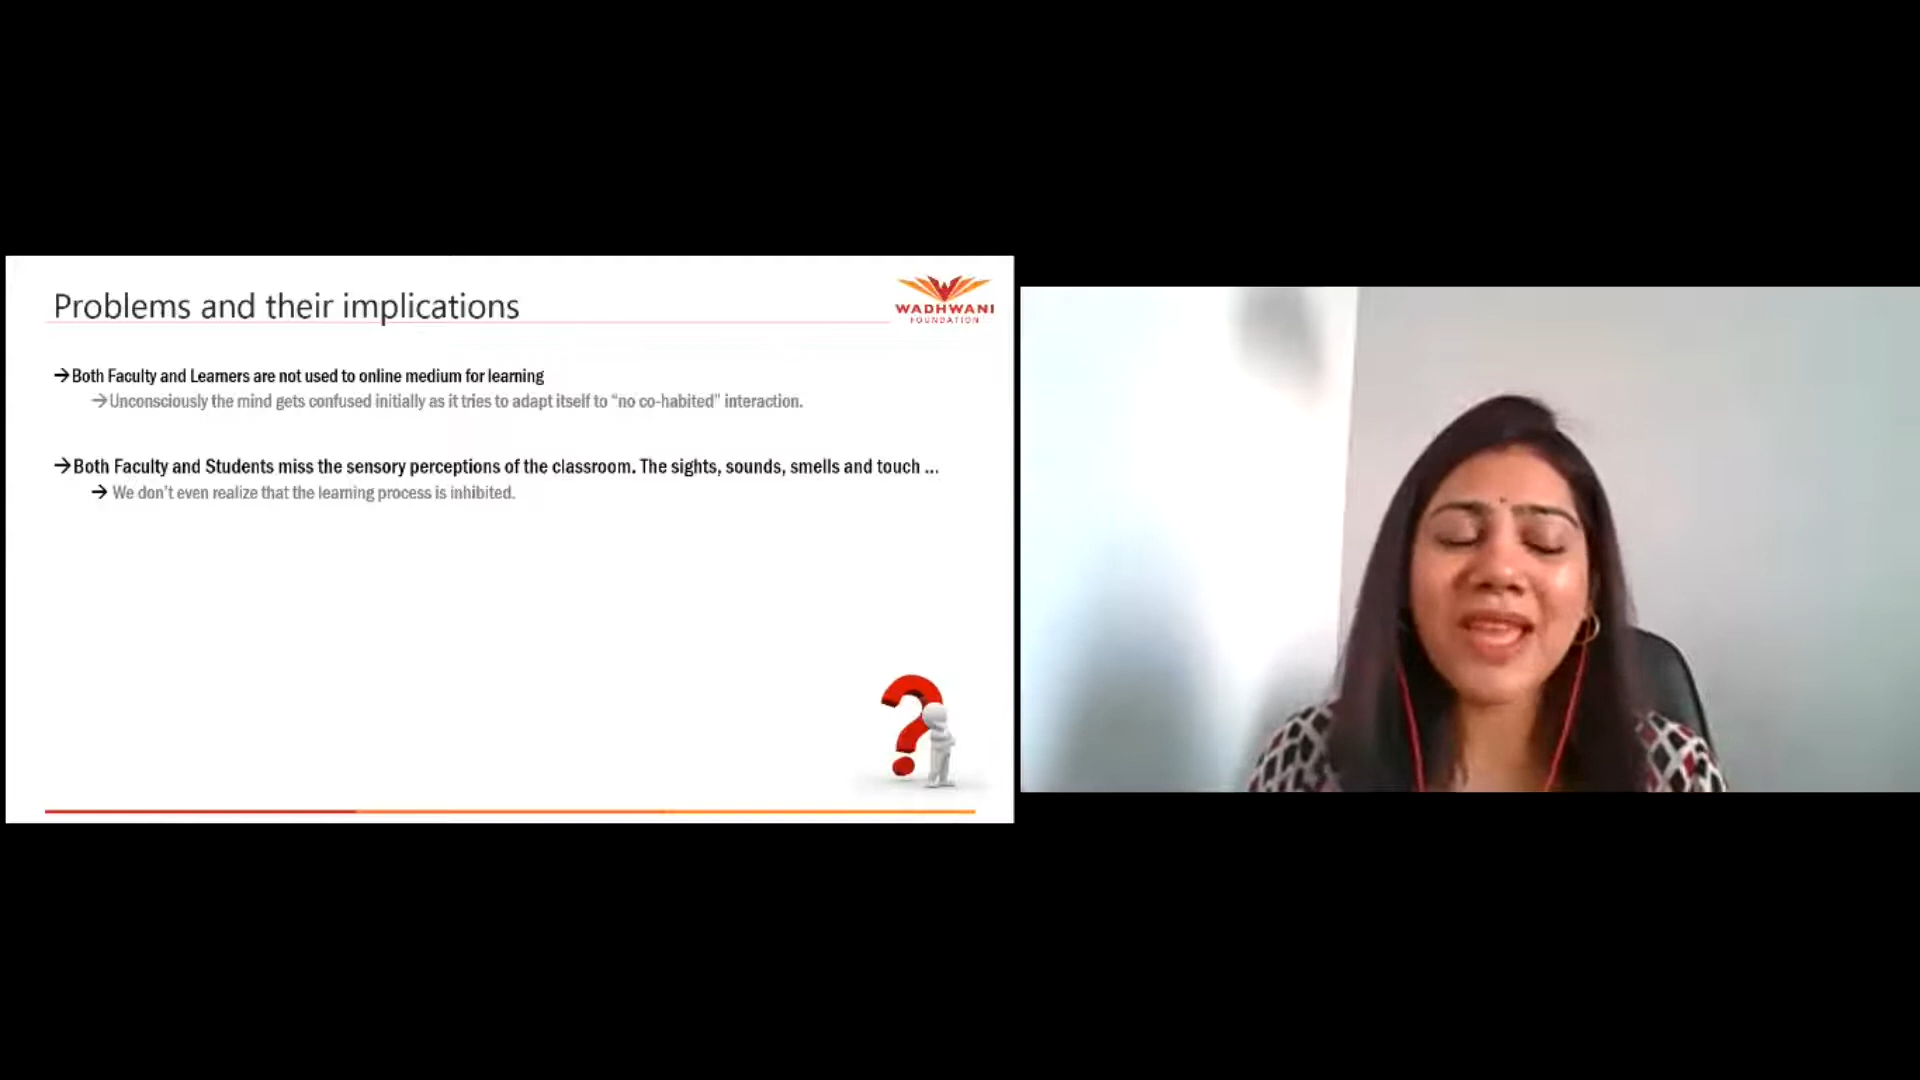 Problems and their implications
WADHWANI
FOUNDATION
→Both Faculty and Learners are not used to online medium for learning
→Unconsciously the mind gets confused initially as it tries to adapt itself to “no co-habited” interaction.
→Both Faculty and Students miss the sensory perceptions of the classroom. The sights, sounds, smells and touch ...
→ We don’t even realize that the learning process is inhibited.